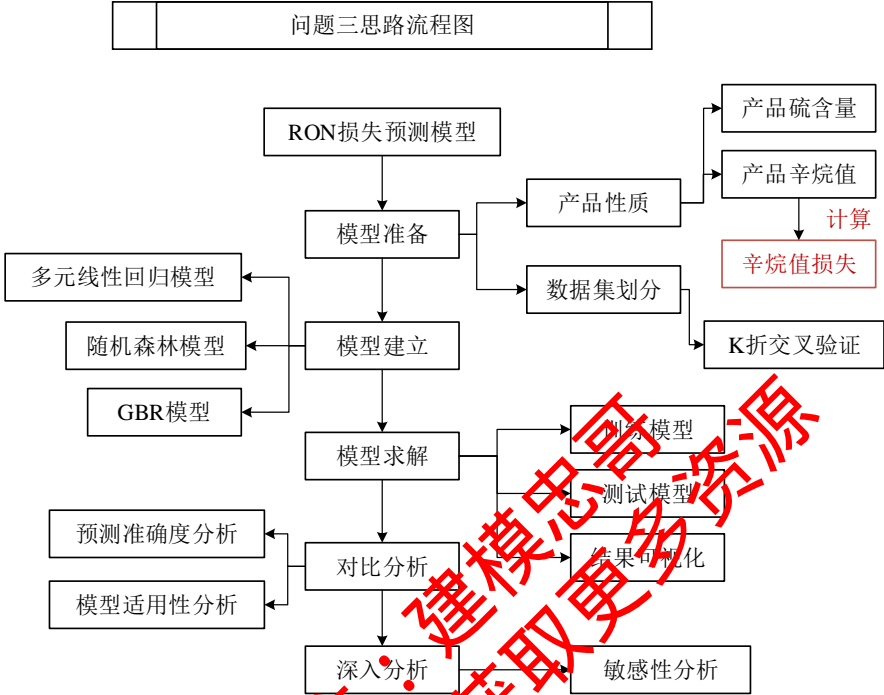 问题三思路流程图
RON损失预测模型
产品硫含量
产品辛烷值
产品性质
计算
模型准备
辛烷值损失
多元线性回归模型
数据集划分
随机森林模型
模型建立
K折交叉验证
GBR模型
训练模型
模型求解
测试模型
预测准确度分析
结果可视化
对比分析
模型适用性分析
深入分析
敏感性分析
：建模忠哥
获取更多资源